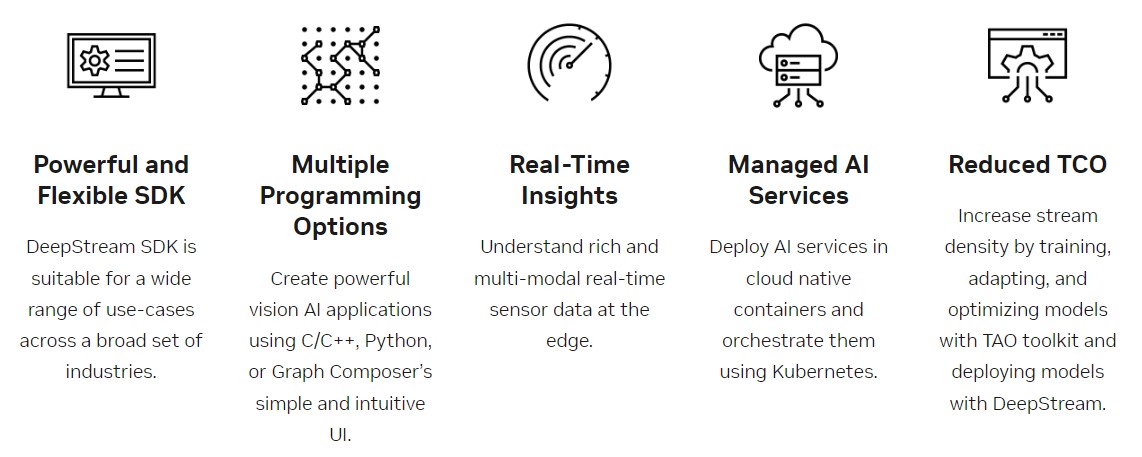 Powerful and
Flexible SDK
DeepStream SDK is
suitable for a wide
range of use-cases
across a broad set of
industries.
Multiple
Programming
Options
Create powerful
vision AI applications
using C/C++, Python,
or Graph Composer’s
simple and intuitive
UI.
Real-Time
Insights
Understand rich and
multi-modal real-time
sensor data at the
edge.
Managed AI
Services
Deploy AI services in
cloud native
containers and
orchestrate them
using Kubernetes.
Reduced TCO
Increase stream
density by training,
adapting, and
optimizing models
with TAO toolkit and
deploying models
with DeepStream.